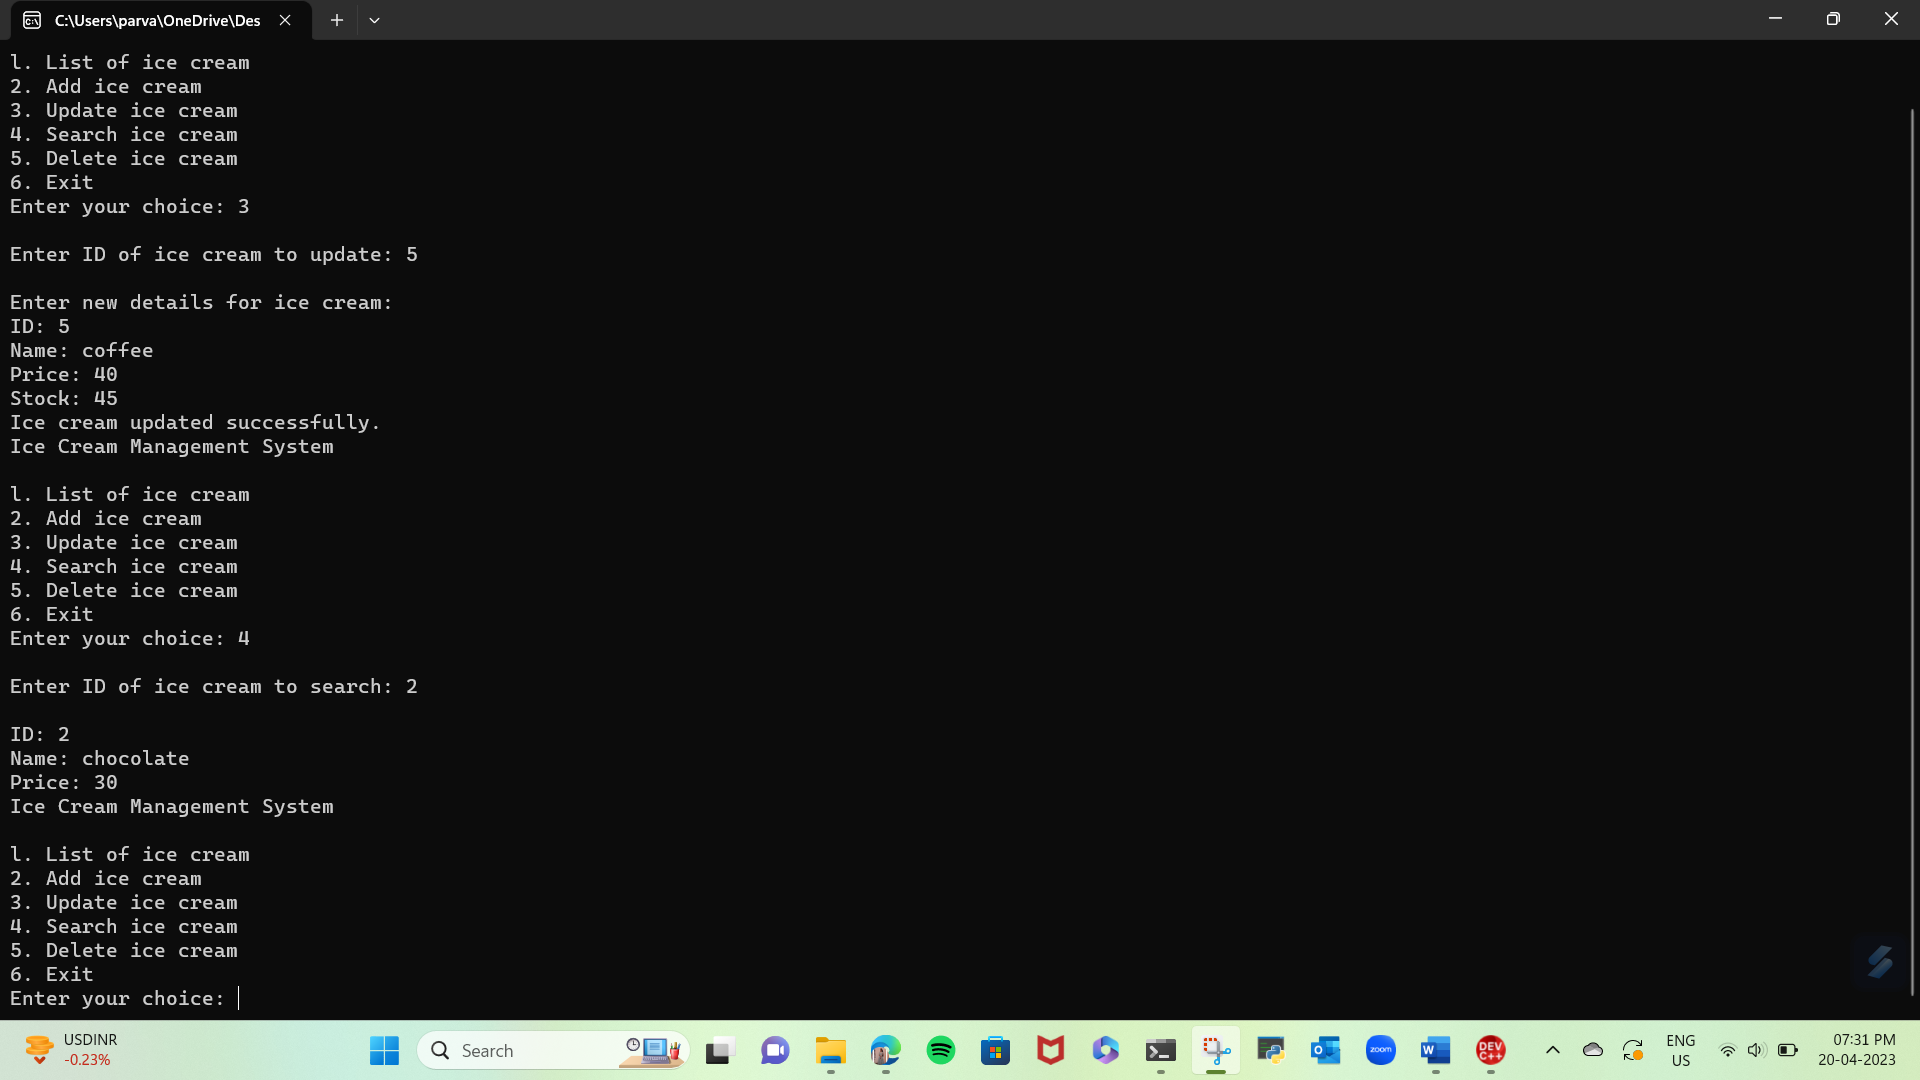 C:\Users\parva\OneDrive\Des
l. List of ice cream
2. Add ice cream
3. Update ice cream
4. Search ice cream
5. Delete ice cream
6. Exit
Enter your choice: 3
Enter ID of ice cream to update: 5
Enter new details for ice cream:
ID: 5
Name: coffee
Price: 40
Stock: 45
Ice cream updated successfully.
Ice Cream Management System
l. List of ice cream
2. Add ice cream
3. Update ice cream
4. Search ice cream
5. Delete ice cream
6. Exit
Enter your choice: 4
Enter ID of ice cream to search: 2
ID: 2
Name: chocolate
Price: 30
Ice Cream Management System
l. List of ice cream
2. Add ice cream
3. Update ice cream
4. Search ice cream
5. Delete ice cream
6. Exit
Enter your choice:
USDINR
-0.23%
Search
zoom
W
DEV
C++
ENG
US
07:31 PM
20-04-2023